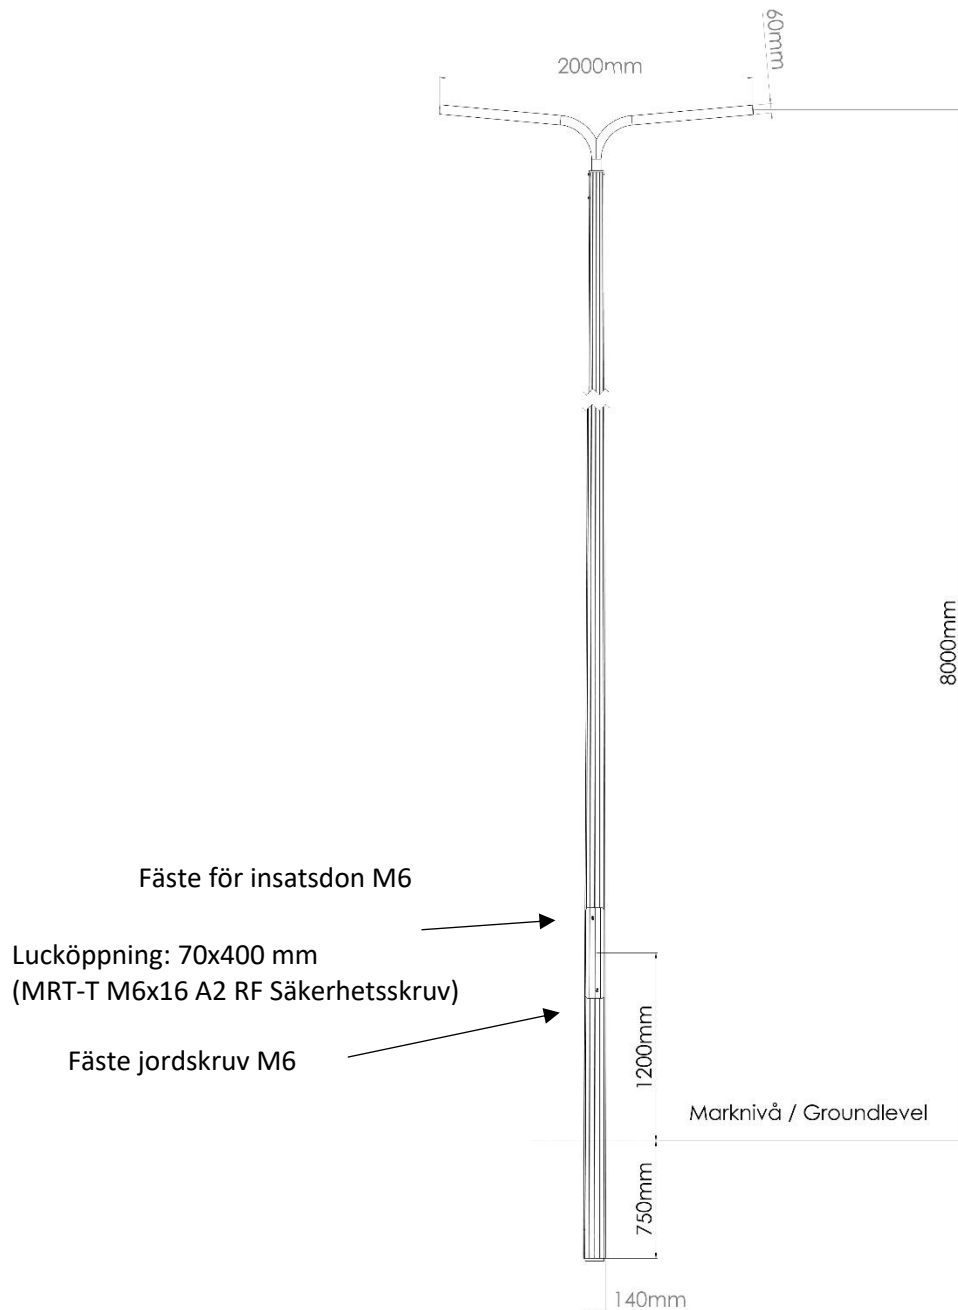 60mm
2000mm
8000mm
Fäste för insatsdon M6
Lucköppning: 70x400 mm
(MRT-T M6x16 A2 RF Säkerhetsskruv)
Fäste jordskruv M6
1200mm
Marknivå / Groundlevel
750mm
140mm